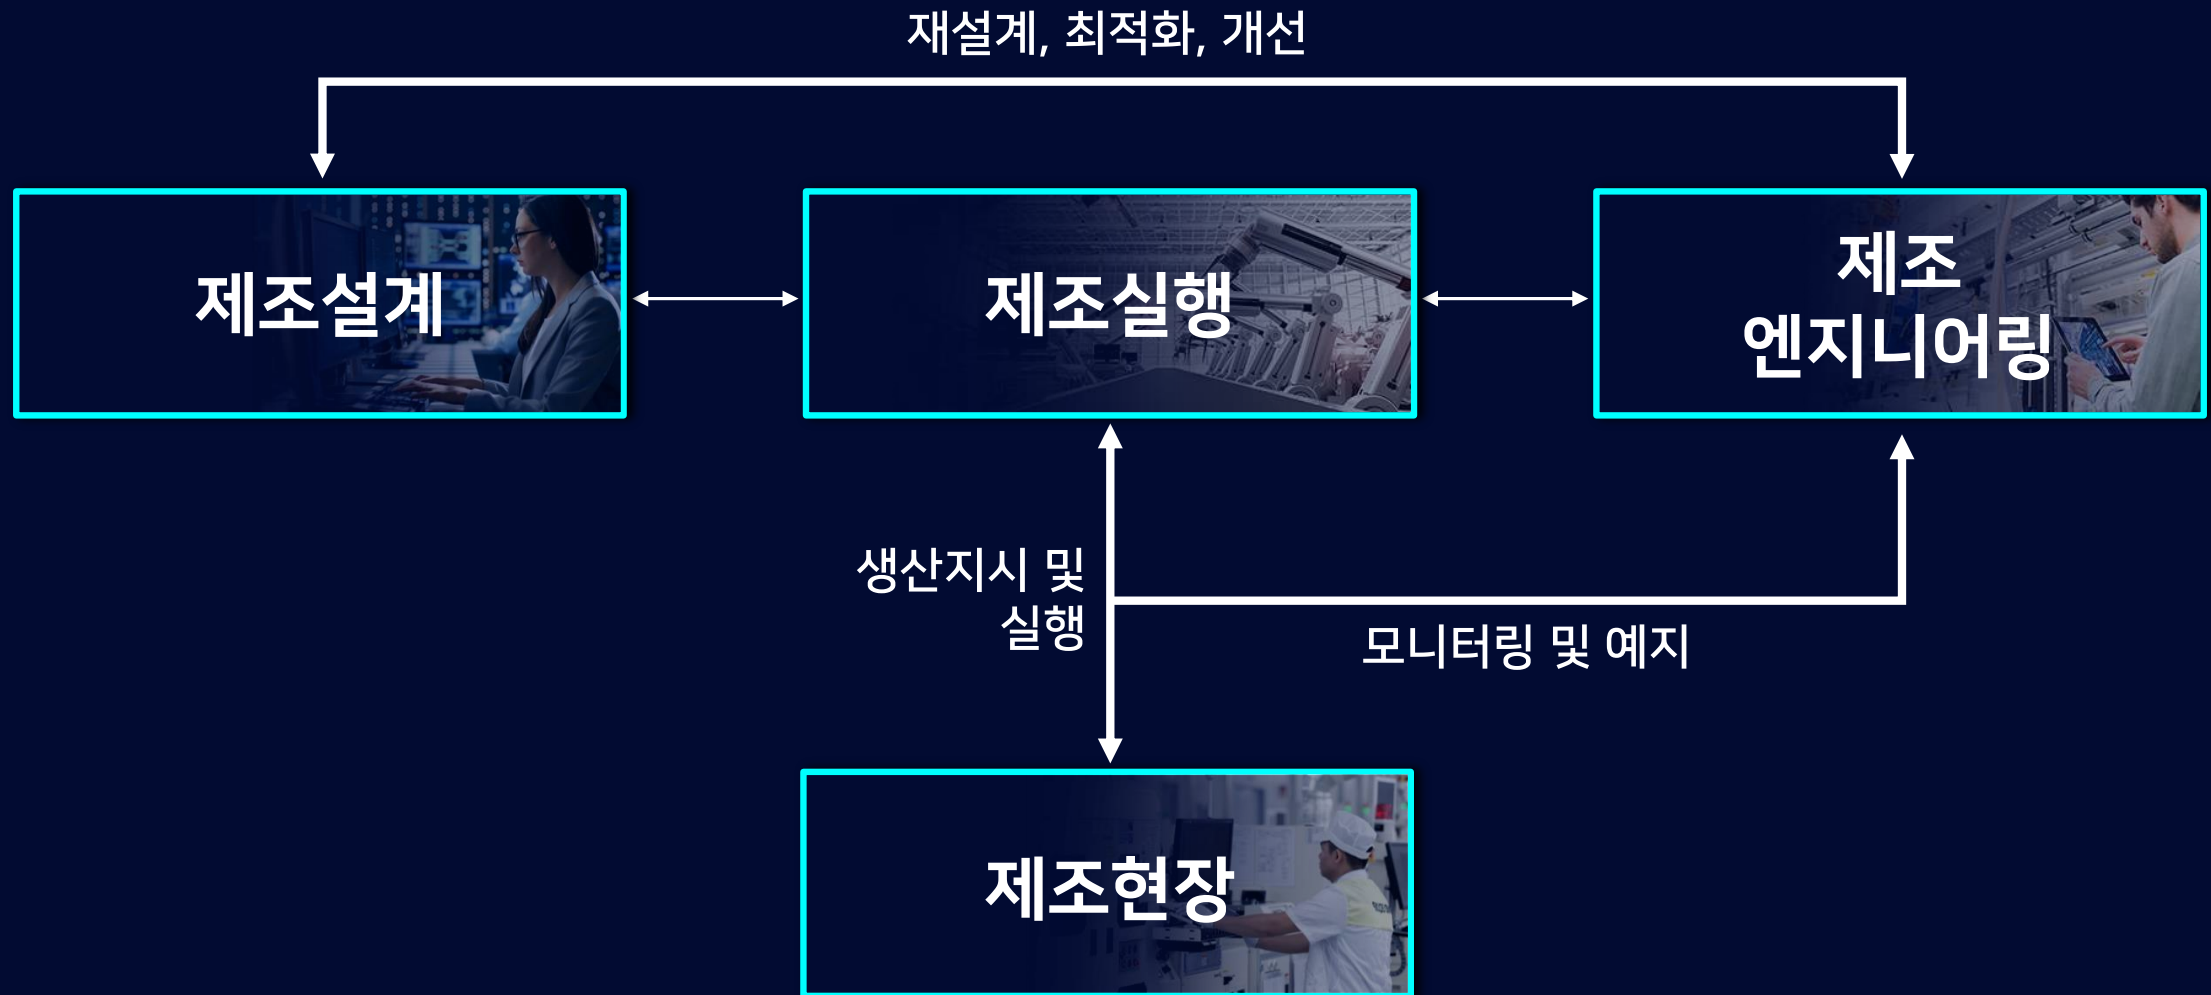 재설계, 최적화, 개선
제조설계
제조실행
제조
엔지니어링
생산지시 및
실행
모니터링 및 예지
제조현장